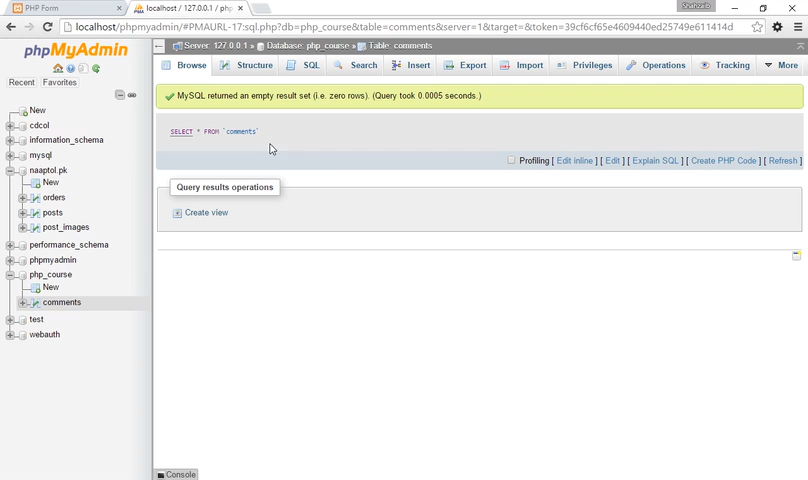 PHP Form
localhost / 127.0.0.1 / php
Shahzaib
localhost/phpmyadmin/#PMAURL-17:sql.php?db=php_course&table=comments&server=1&target=&token=39cf6cf65e4609440ed25749e611414d
phpMyAdmin
Recent Favorites
New
cdcol
information_schema
mysql
naaptol.pk
New
orders
posts
post_images
performance_schema
phpmyadmin
php_course
New
comments
test
webauth
Server: 127.0.0.1 » Database: php_course » Table: comments
Browse Structure SQL Search Insert Export Import Privileges Operations Tracking More
MySQL returned an empty result set (i.e. zero rows). (Query took 0.0005 seconds.)
SELECT * FROM `comments`
Profiling [ Edit inline ] [ Edit ] [ Explain SQL ] [ Create PHP Code ] [ Refresh ]
Query results operations
Create view
Console